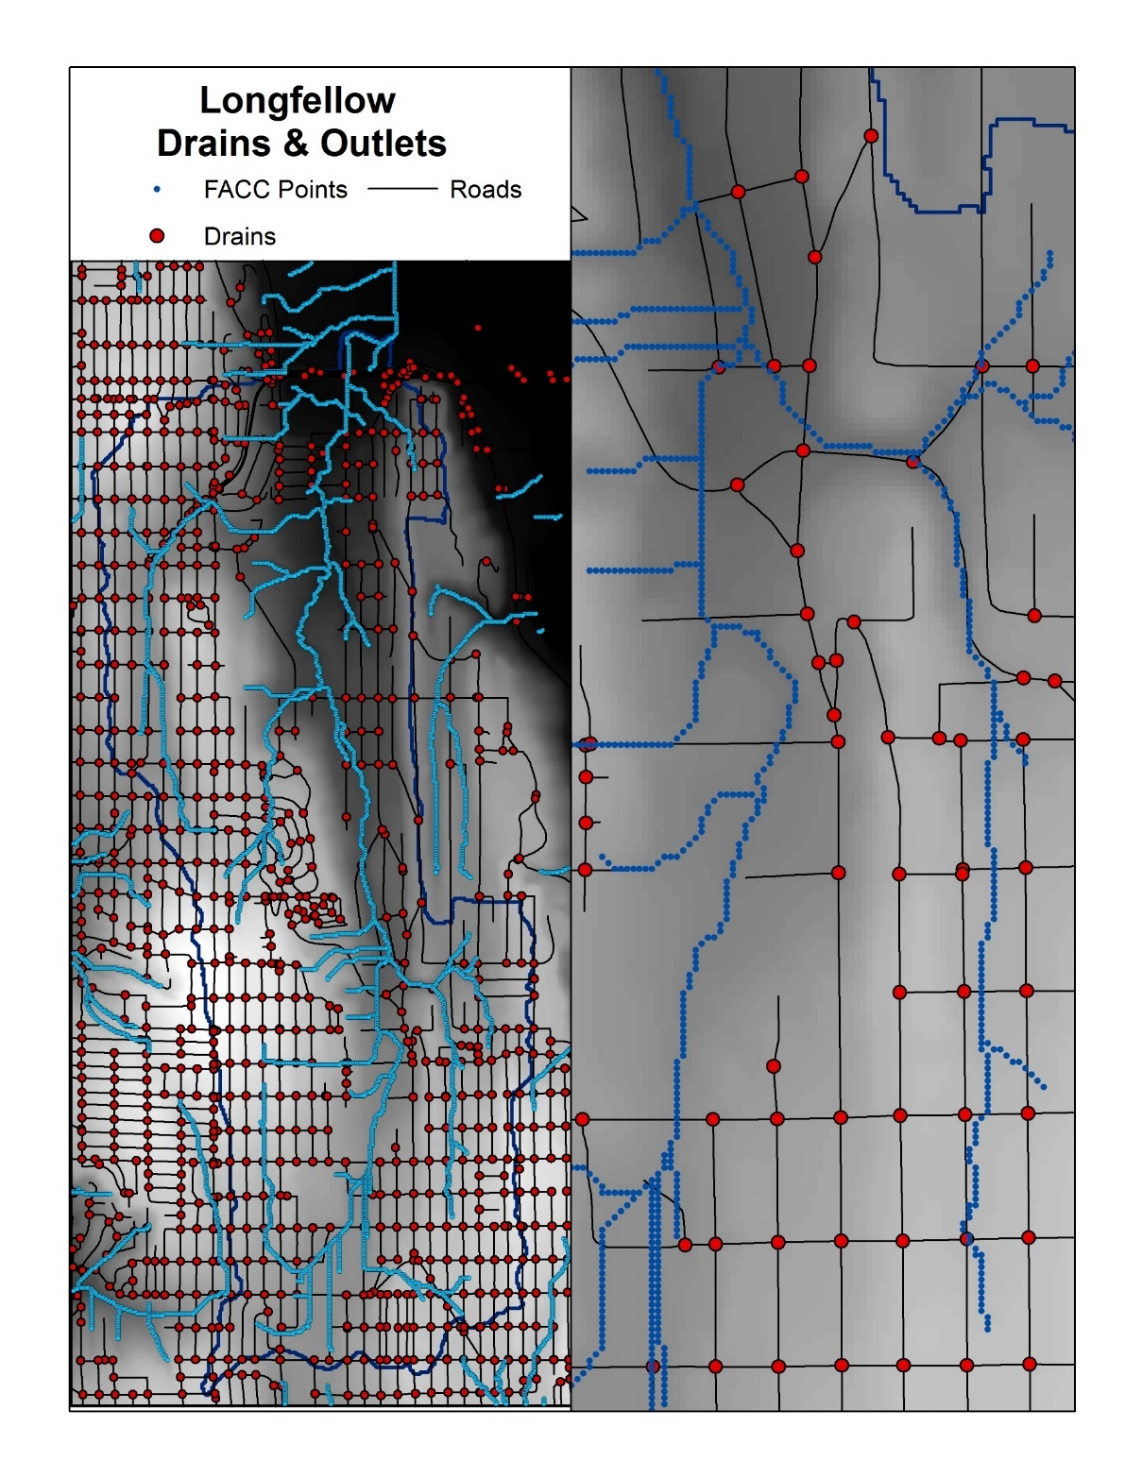 Longfellow
Drains & Outlets
FACC Points
Roads
Drains